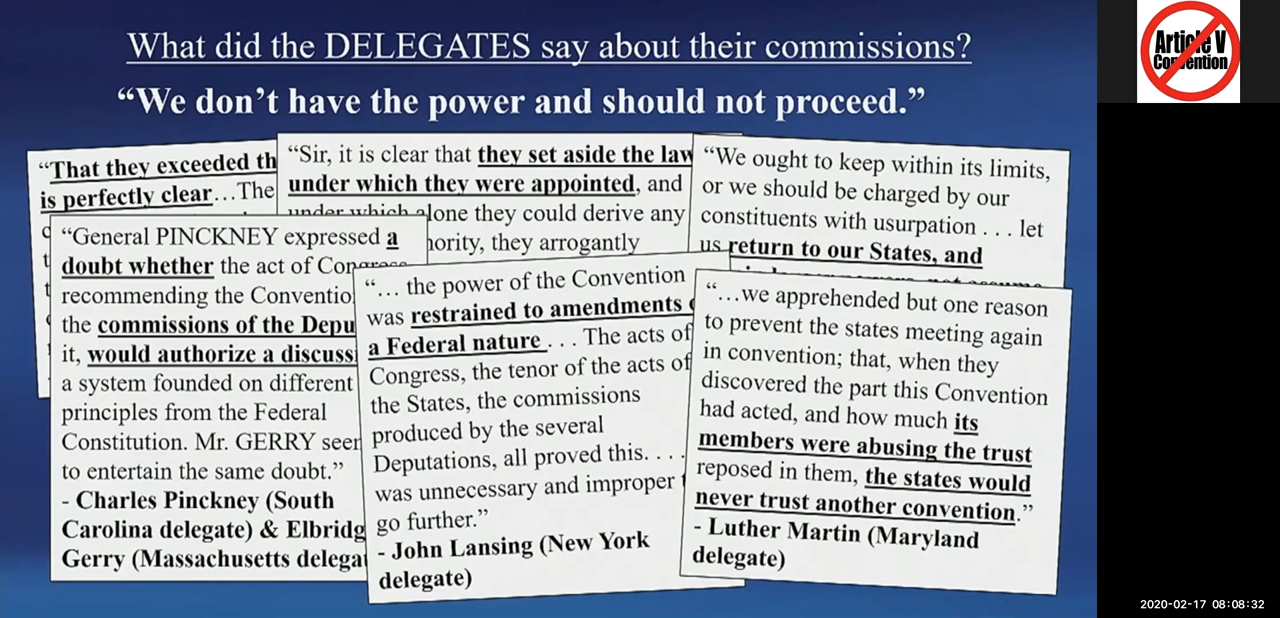 What did the DELEGATES say about their commissions?
“We don’t have the power and should not proceed.”
“That they exceeded th
is perfectly clear…The
“Sir, it is clear that they set aside the law
under which they were appointed, and
under which alone they could derive any
hority, they arrogantly
“We ought to keep within its limits,
or we should be charged by our
constituents with usurpation . . . let
us return to our States, and
“General PINCKNEY expressed a
doubt whether the act of Congress
recommending the Conventio
the commissions of the Depu
it, would authorize a discussi
a system founded on different
principles from the Federal
Constitution. Mr. GERRY seer
to entertain the same doubt.”
- Charles Pinckney (South
Carolina delegate) & Elbridg
Gerry (Massachusetts delegat
“… the power of the Convention
was restrained to amendments
a Federal nature . . . The acts of
Congress, the tenor of the acts of
the States, the commissions
produced by the several
Deputations, all proved this. . . .
was unnecessary and improper
go further.”
- John Lansing (New York
delegate)
“…we apprehended but one reason
to prevent the states meeting again
in convention; that, when they
discovered the part this Convention
had acted, and how much its
members were abusing the trust
reposed in them, the states would
never trust another convention.”
- Luther Martin (Maryland
delegate)
Article V
Convention
2020-02-17 08:08:32